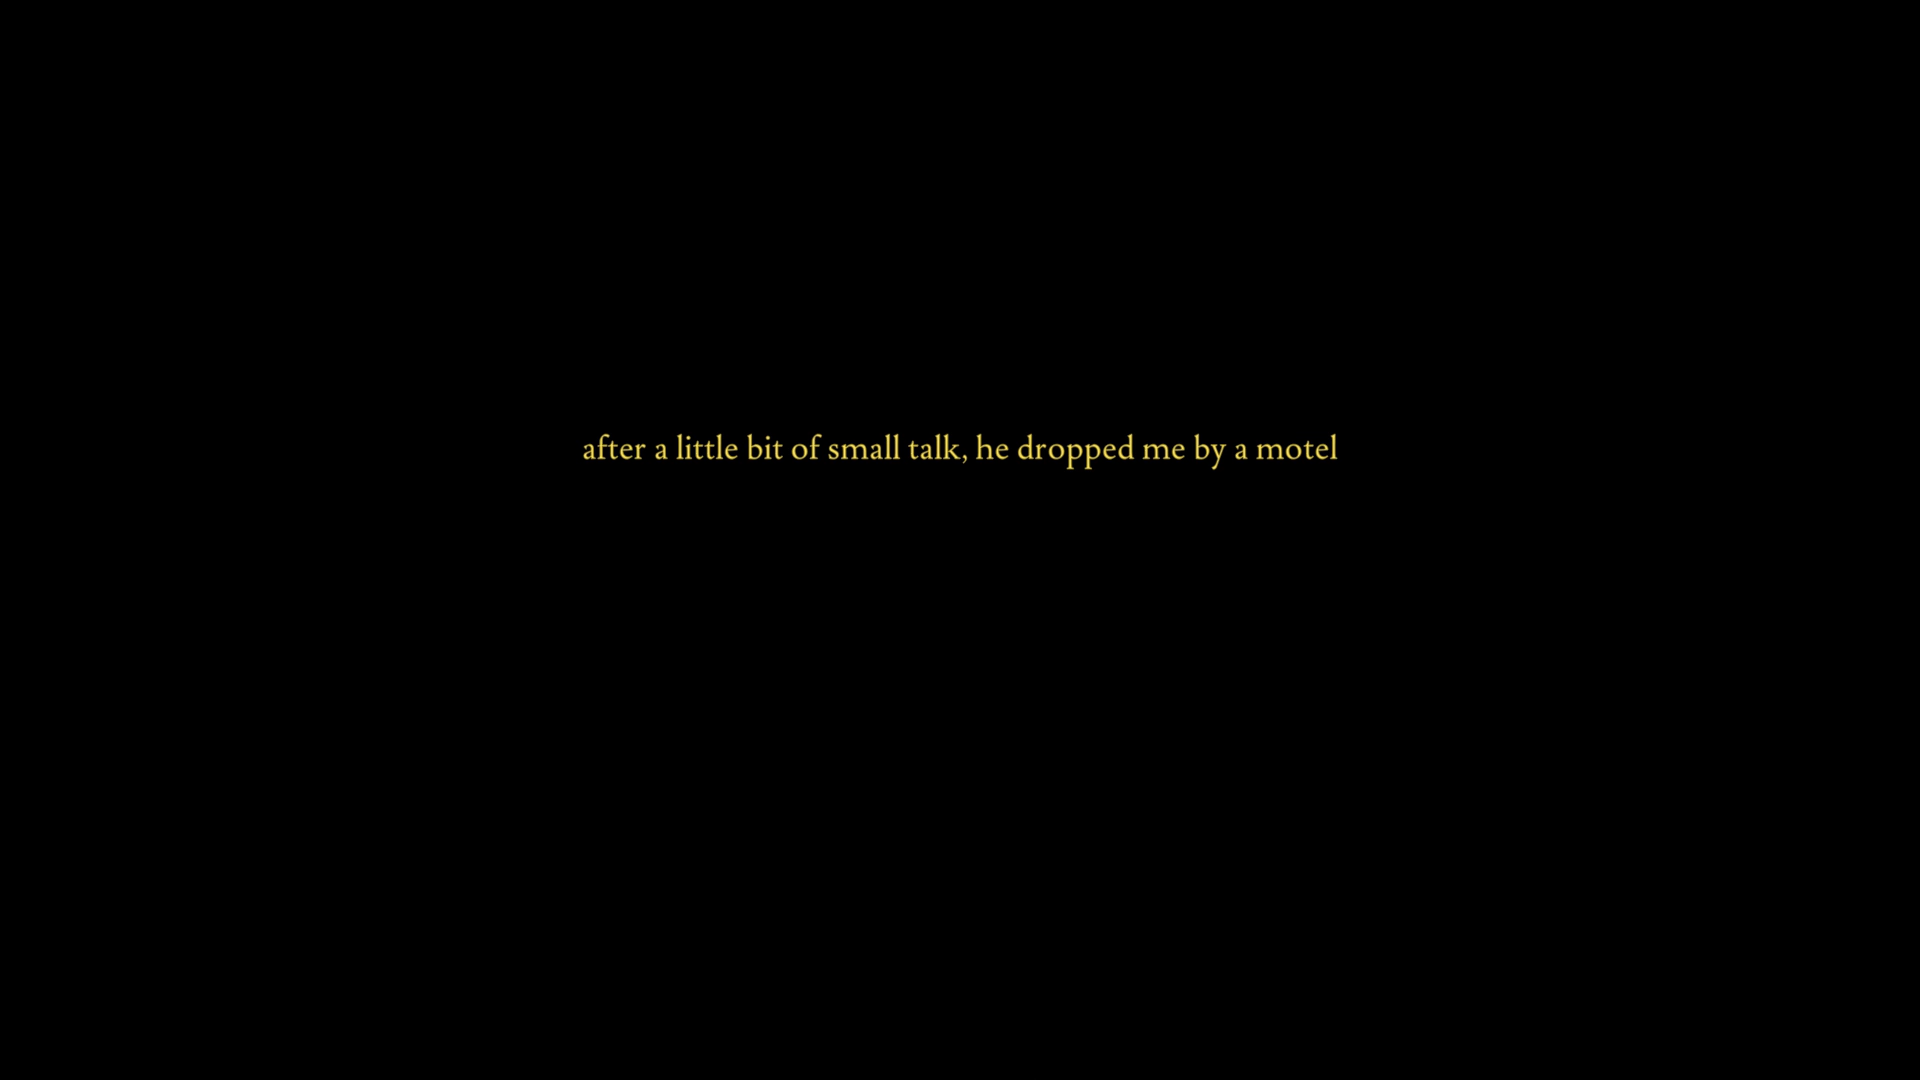 after a little bit of small talk, he dropped me by a motel